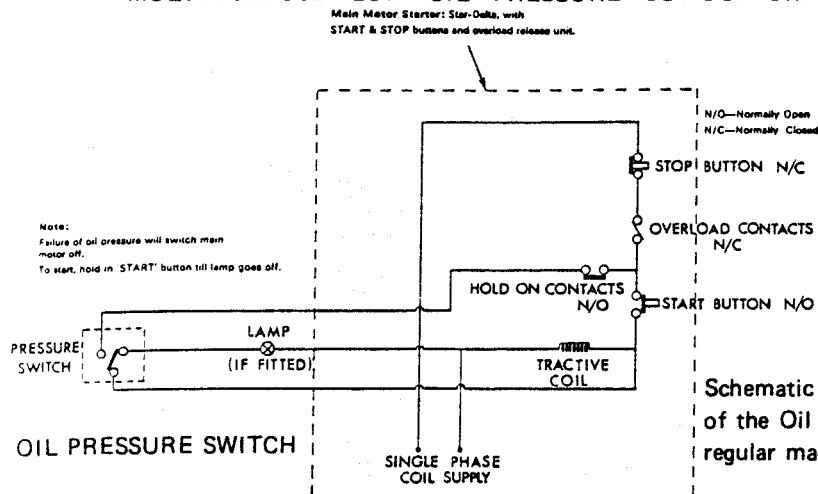 Main Motor Starter: Star-Delta, with
START & STOP buttons and overload release unit.
N/O—Normally Open
N/C—Normally Closed
STOP BUTTON N/C
Note:
Failure of oil pressure will switch main
motor off.
To start, hold in 'START' button till lamp goes off.
OVERLOAD CONTACTS
N/C
HOLD ON CONTACTS
N/O
START BUTTON N/O
PRESSURE
SWITCH
LAMP
(IF FITTED)
TRACTIVE
COIL
Schematic
of the Oil
regular ma
OIL PRESSURE SWITCH
SINGLE PHASE
COIL SUPPLY